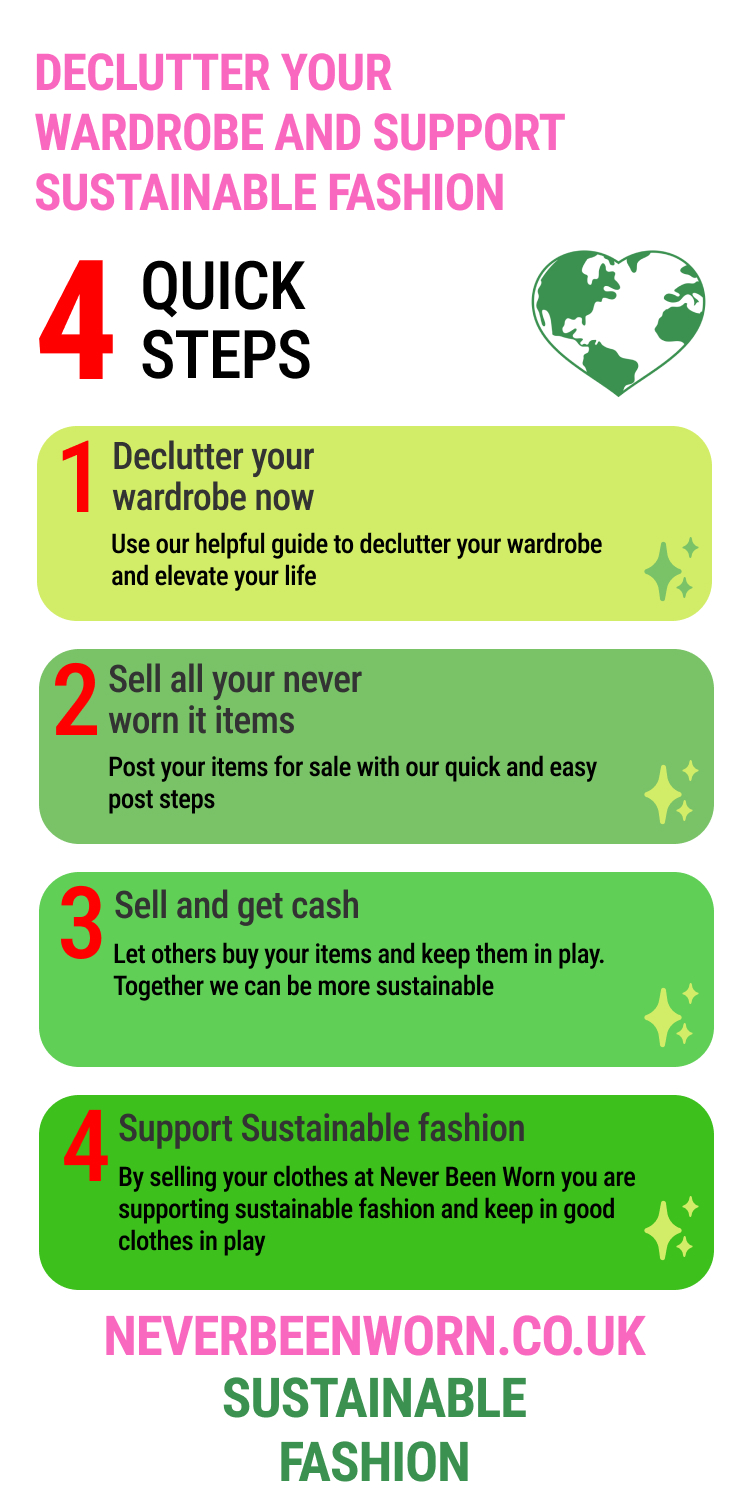 DECLUTTER YOUR
WARDROBE AND SUPPORT
SUSTAINABLE FASHION
4
QUICK
STEPS
1
Declutter your
wardrobe now
Use our helpful guide to declutter your wardrobe
and elevate your life
2
Sell all your never
worn it items
Post your items for sale with our quick and easy
post steps
3
Sell and get cash
Let others buy your items and keep them in play.
Together we can be more sustainable
4
Support Sustainable fashion
By selling your clothes at Never Been Worn you are
supporting sustainable fashion and keep in good
clothes in play
NEVERBEENWORN.CO.UK
SUSTAINABLE
FASHION